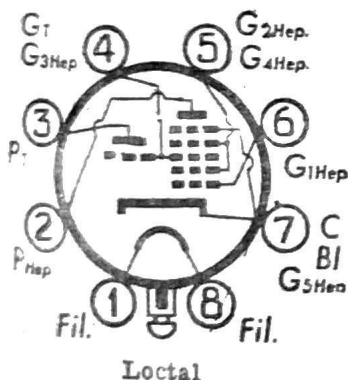 GT
G3Hep
4
5
G2Hep.
G4Hep.
3
PT
6
G1Hep
2
PHep
7
C
Bl
G5Hep
1
Fil.
8
Fil.
Loctal